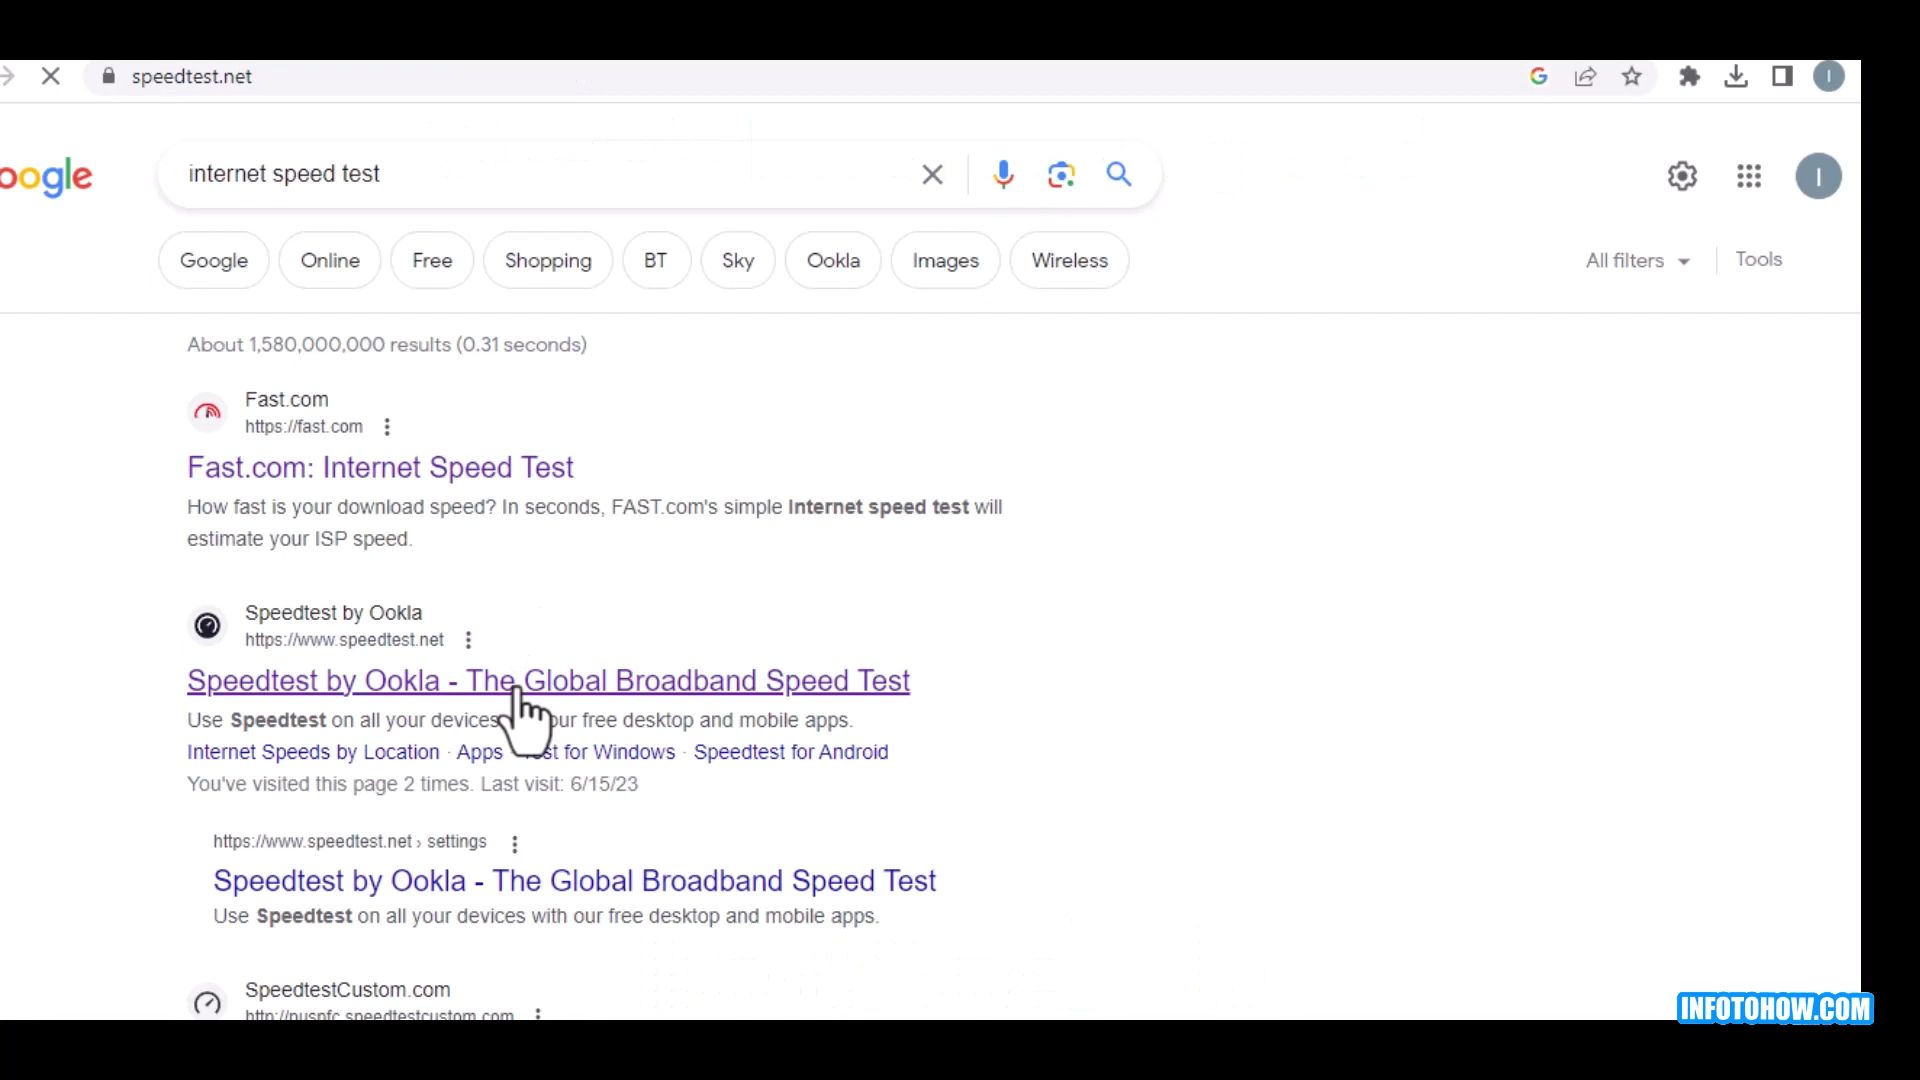 speedtest.net
oogle
internet speed test
I
Google Online Free Shopping BT Sky Ookla Images Wireless
All filters Tools
About 1,580,000,000 results (0.31 seconds)
Fast.com
https://fast.com
Fast.com: Internet Speed Test
How fast is your download speed? In seconds, FAST.com's simple Internet speed test will
estimate your ISP speed.
Speedtest by Ookla
https://www.speedtest.net
Speedtest by Ookla - The Global Broadband Speed Test
Use Speedtest on all your devices our free desktop and mobile apps.
Internet Speeds by Location · Apps · for Windows · Speedtest for Android
You've visited this page 2 times. Last visit: 6/15/23
https://www.speedtest.net › settings
Speedtest by Ookla - The Global Broadband Speed Test
Use Speedtest on all your devices with our free desktop and mobile apps.
SpeedtestCustom.com
http://puspfc.speedtestcustom.com
INFOTOHOW.COM